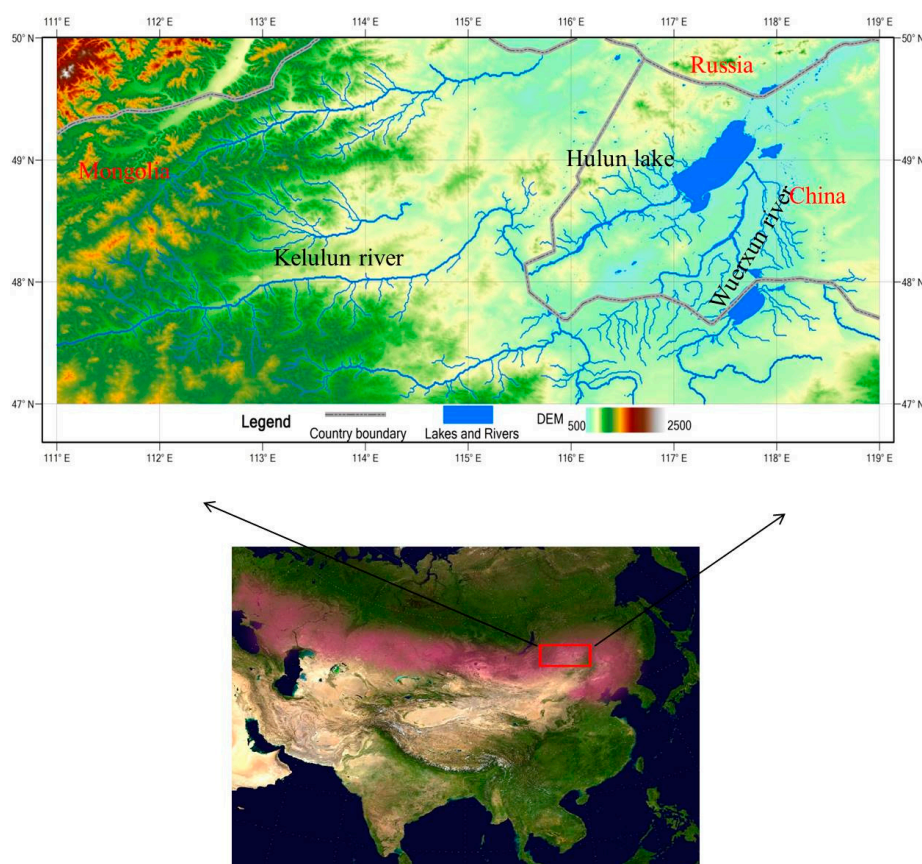 111° E 112° E 113° E 114° E 115° E 116° E 117° E 118° E 119° E
50° N 50° N
Russia
Hulun lake
49° N 49° N
Mongolia
China
Wuerxun river
Kelulun river
48° N 48° N
47° N 47° N
Legend Country boundary Lakes and Rivers DEM 500 2500
111° E 112° E 113° E 114° E 115° E 116° E 117° E 118° E 119° E